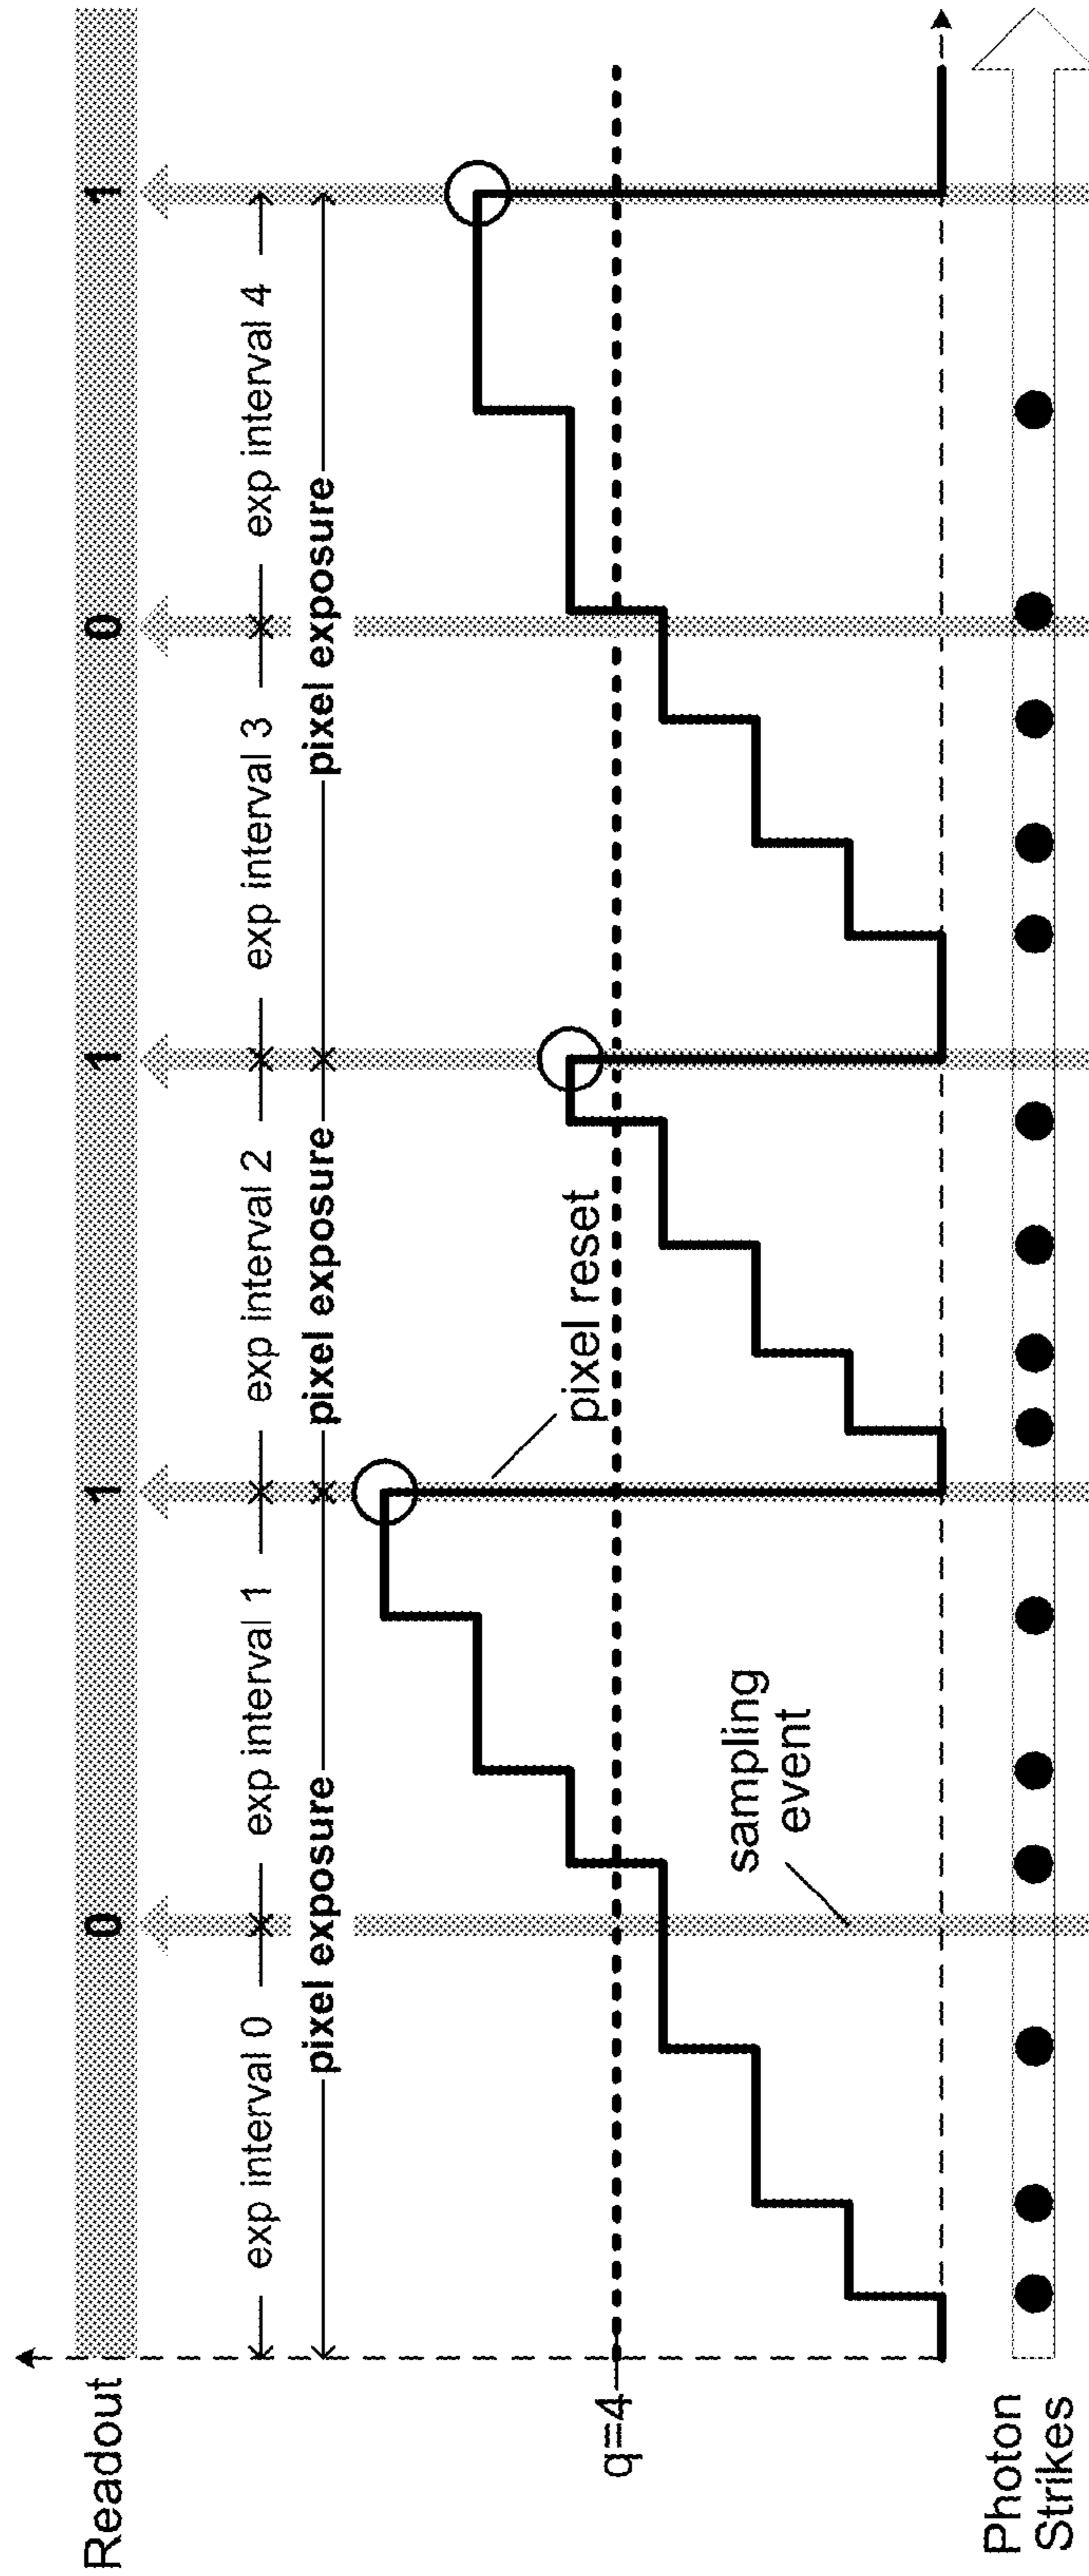 Readout
0
1
1
0
1
exp interval 0
exp interval 1
exp interval 2
exp interval 3
exp interval 4
pixel exposure
pixel exposure
pixel exposure
pixel reset
q=4
sampling
event
Photon
Strikes